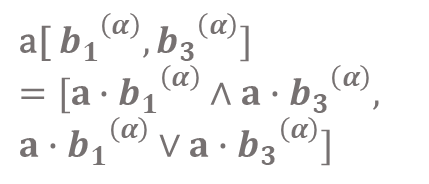 a[ b₁⁽ᵅ⁾, b₃⁽ᵅ⁾]
= [a · b₁⁽ᵅ⁾ ∧ a · b₃⁽ᵅ⁾,
a · b₁⁽ᵅ⁾ ∨ a · b₃⁽ᵅ⁾]